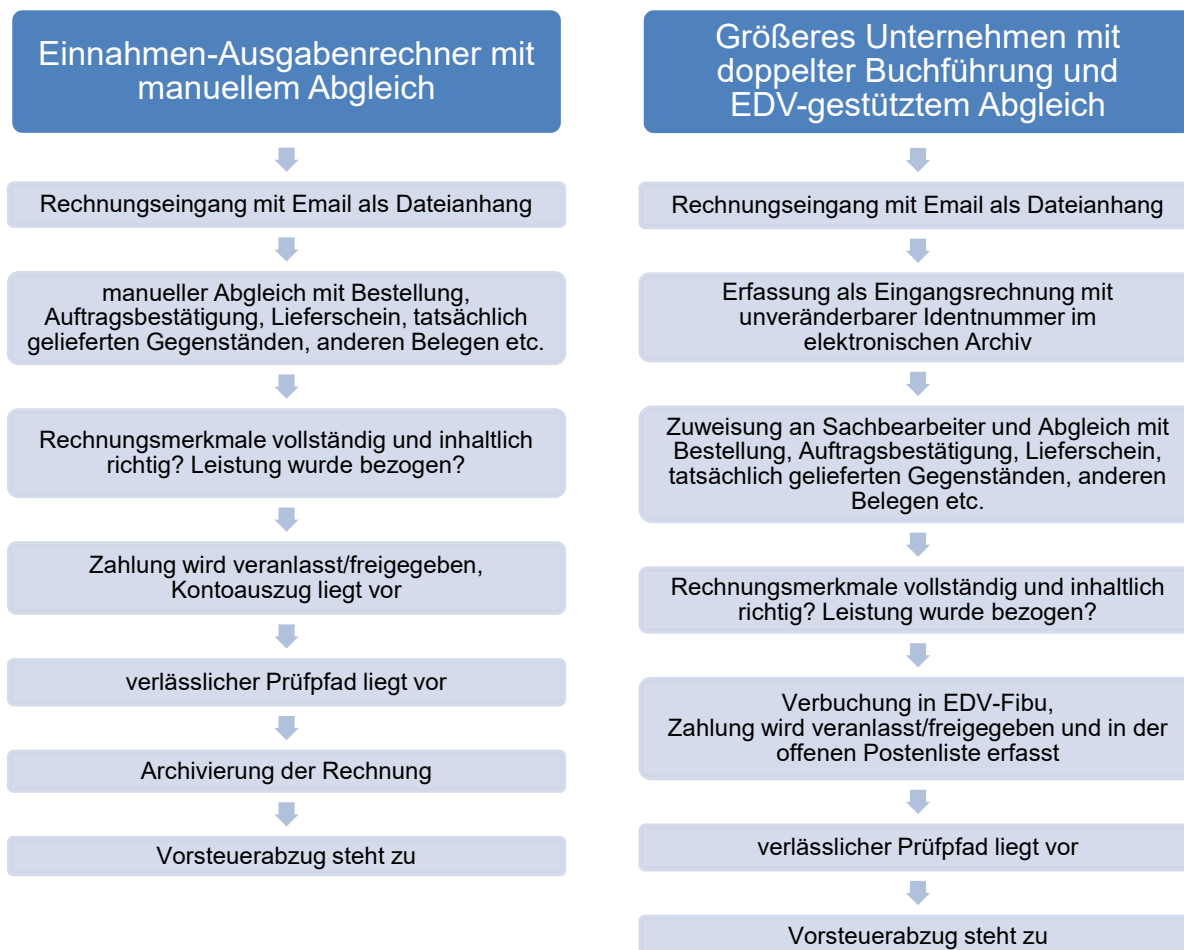 Einnahmen-Ausgabenrechner mit
manuellem Abgleich
Rechnungseingang mit Email als Dateianhang
manueller Abgleich mit Bestellung,
Auftragsbestätigung, Lieferschein, tatsächlich
gelieferten Gegenständen, anderen Belegen etc.
Rechnungsmerkmale vollständig und inhaltlich
richtig? Leistung wurde bezogen?
Zahlung wird veranlasst/freigegeben,
Kontoauszug liegt vor
verlässlicher Prüfpfad liegt vor
Archivierung der Rechnung
Vorsteuerabzug steht zu
Größeres Unternehmen mit
doppelter Buchführung und
EDV-gestütztem Abgleich
Rechnungseingang mit Email als Dateianhang
Erfassung als Eingangsrechnung mit
unveränderbarer Identnummer im
elektronischen Archiv
Zuweisung an Sachbearbeiter und Abgleich mit
Bestellung, Auftragsbestätigung, Lieferschein,
tatsächlich gelieferten Gegenständen, anderen
Belegen etc.
Rechnungsmerkmale vollständig und inhaltlich
richtig? Leistung wurde bezogen?
Verbuchung in EDV-Fibu,
Zahlung wird veranlasst/freigegeben und in der
offenen Postenliste erfasst
verlässlicher Prüfpfad liegt vor
Vorsteuerabzug steht zu